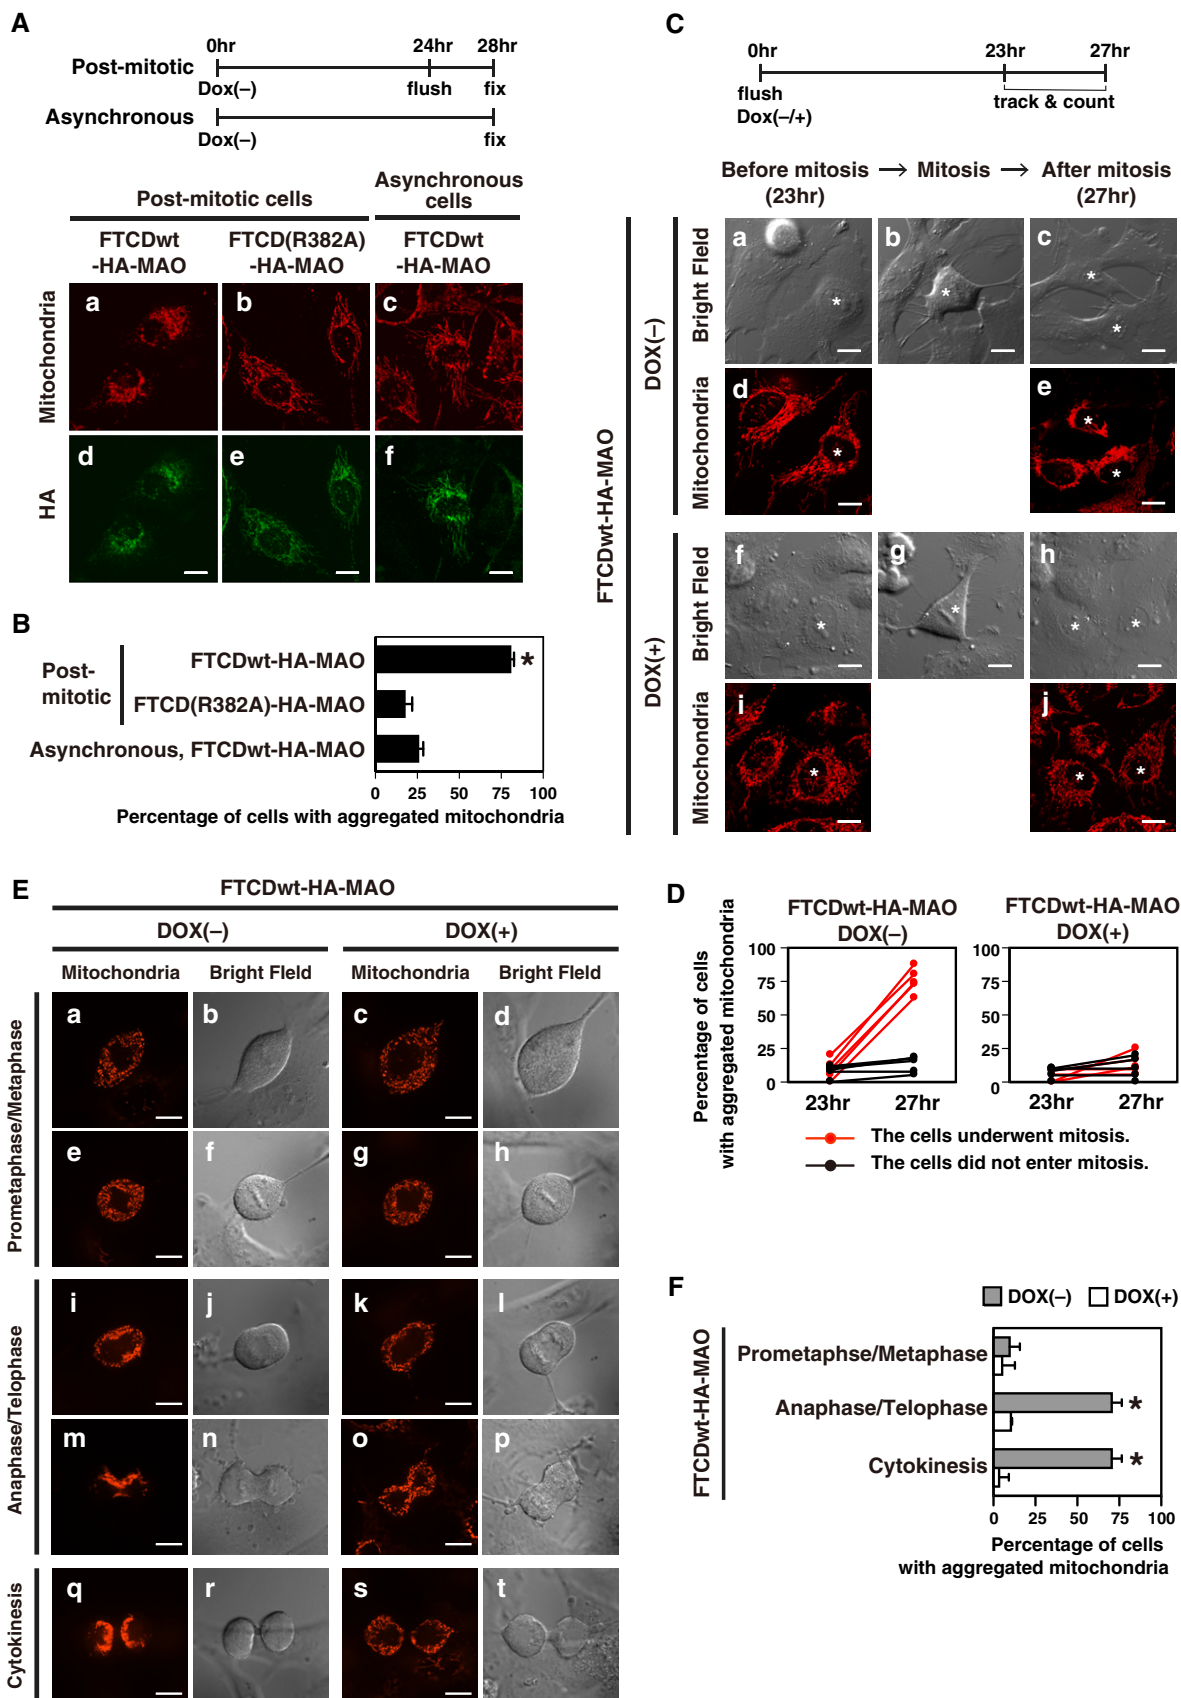 A
0hr 24hr 28hr
Post-mitotic
Dox(–) flush fix
Asynchronous
Dox(–) fix
Post-mitotic cells
Asynchronous
cells
FTCDwt
-HA-MAO
FTCD(R382A)
-HA-MAO
FTCDwt
-HA-MAO
Mitochondria
a b c
HA
d e f
B
Post-
mitotic
FTCDwt-HA-MAO
*
FTCD(R382A)-HA-MAO
Asynchronous, FTCDwt-HA-MAO
0 25 50 75 100
Percentage of cells with aggregated mitochondria
C
0hr 23hr 27hr
flush
Dox(–/+)
track & count
Before mitosis → Mitosis → After mitosis
(23hr) (27hr)
FTCDwt-HA-MAO
DOX(–)
Bright FIeld
a b c
* * * *
Mitochondria
d e
* * *
DOX(+)
Bright FIeld
f g h
* * * *
Mitochondria
i j
* * *
D
Percentage of cells
with aggregated mitochondria
FTCDwt-HA-MAO
DOX(–)
100
75
50
25
0
23hr 27hr
FTCDwt-HA-MAO
DOX(+)
100
75
50
25
0
23hr 27hr
The cells underwent mitosis.
The cells did not enter mitosis.
E
FTCDwt-HA-MAO
DOX(–) DOX(+)
Mitochondria Bright FIeld Mitochondria Bright FIeld
Prometaphase/Metaphase
a b c d
e f g h
Anaphase/Telophase
i j k l
m n o p
Cytokinesis
q r s t
F
DOX(–) DOX(+)
FTCDwt-HA-MAO
Prometaphse/Metaphase
Anaphase/Telophase
*
Cytokinesis
*
0 25 50 75 100
Percentage of cells
with aggregated mitochondria